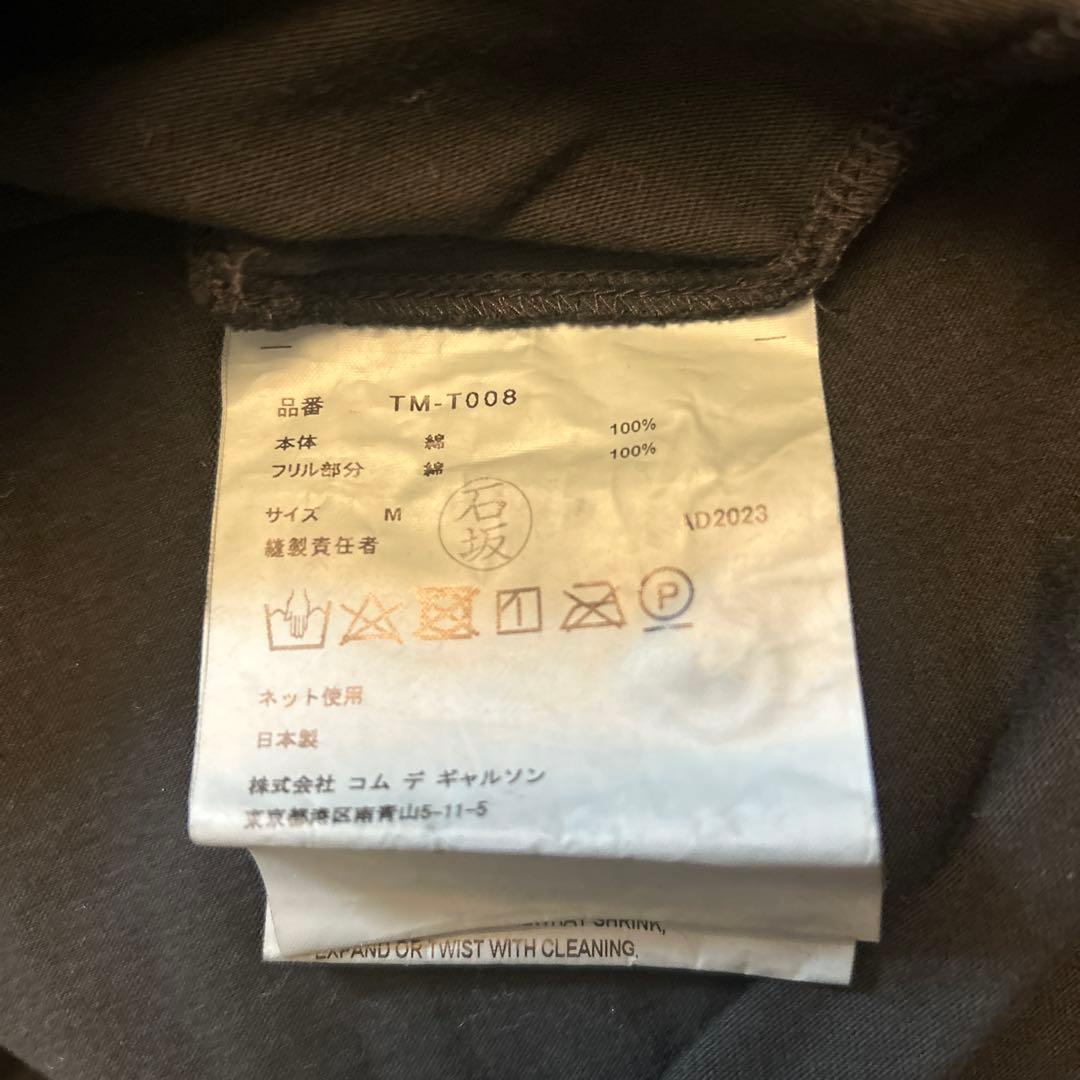 品番 TM-T008
本体 綿 100%
フリル部分 綿 100%
サイズ M AD2023
縫製責任者 石坂
P
ネット使用
日本製
株式会社 コム デ ギャルソン
東京都港区南青山5-11-5
SHRINK,
EXPAND OR TWIST WITH CLEANING.